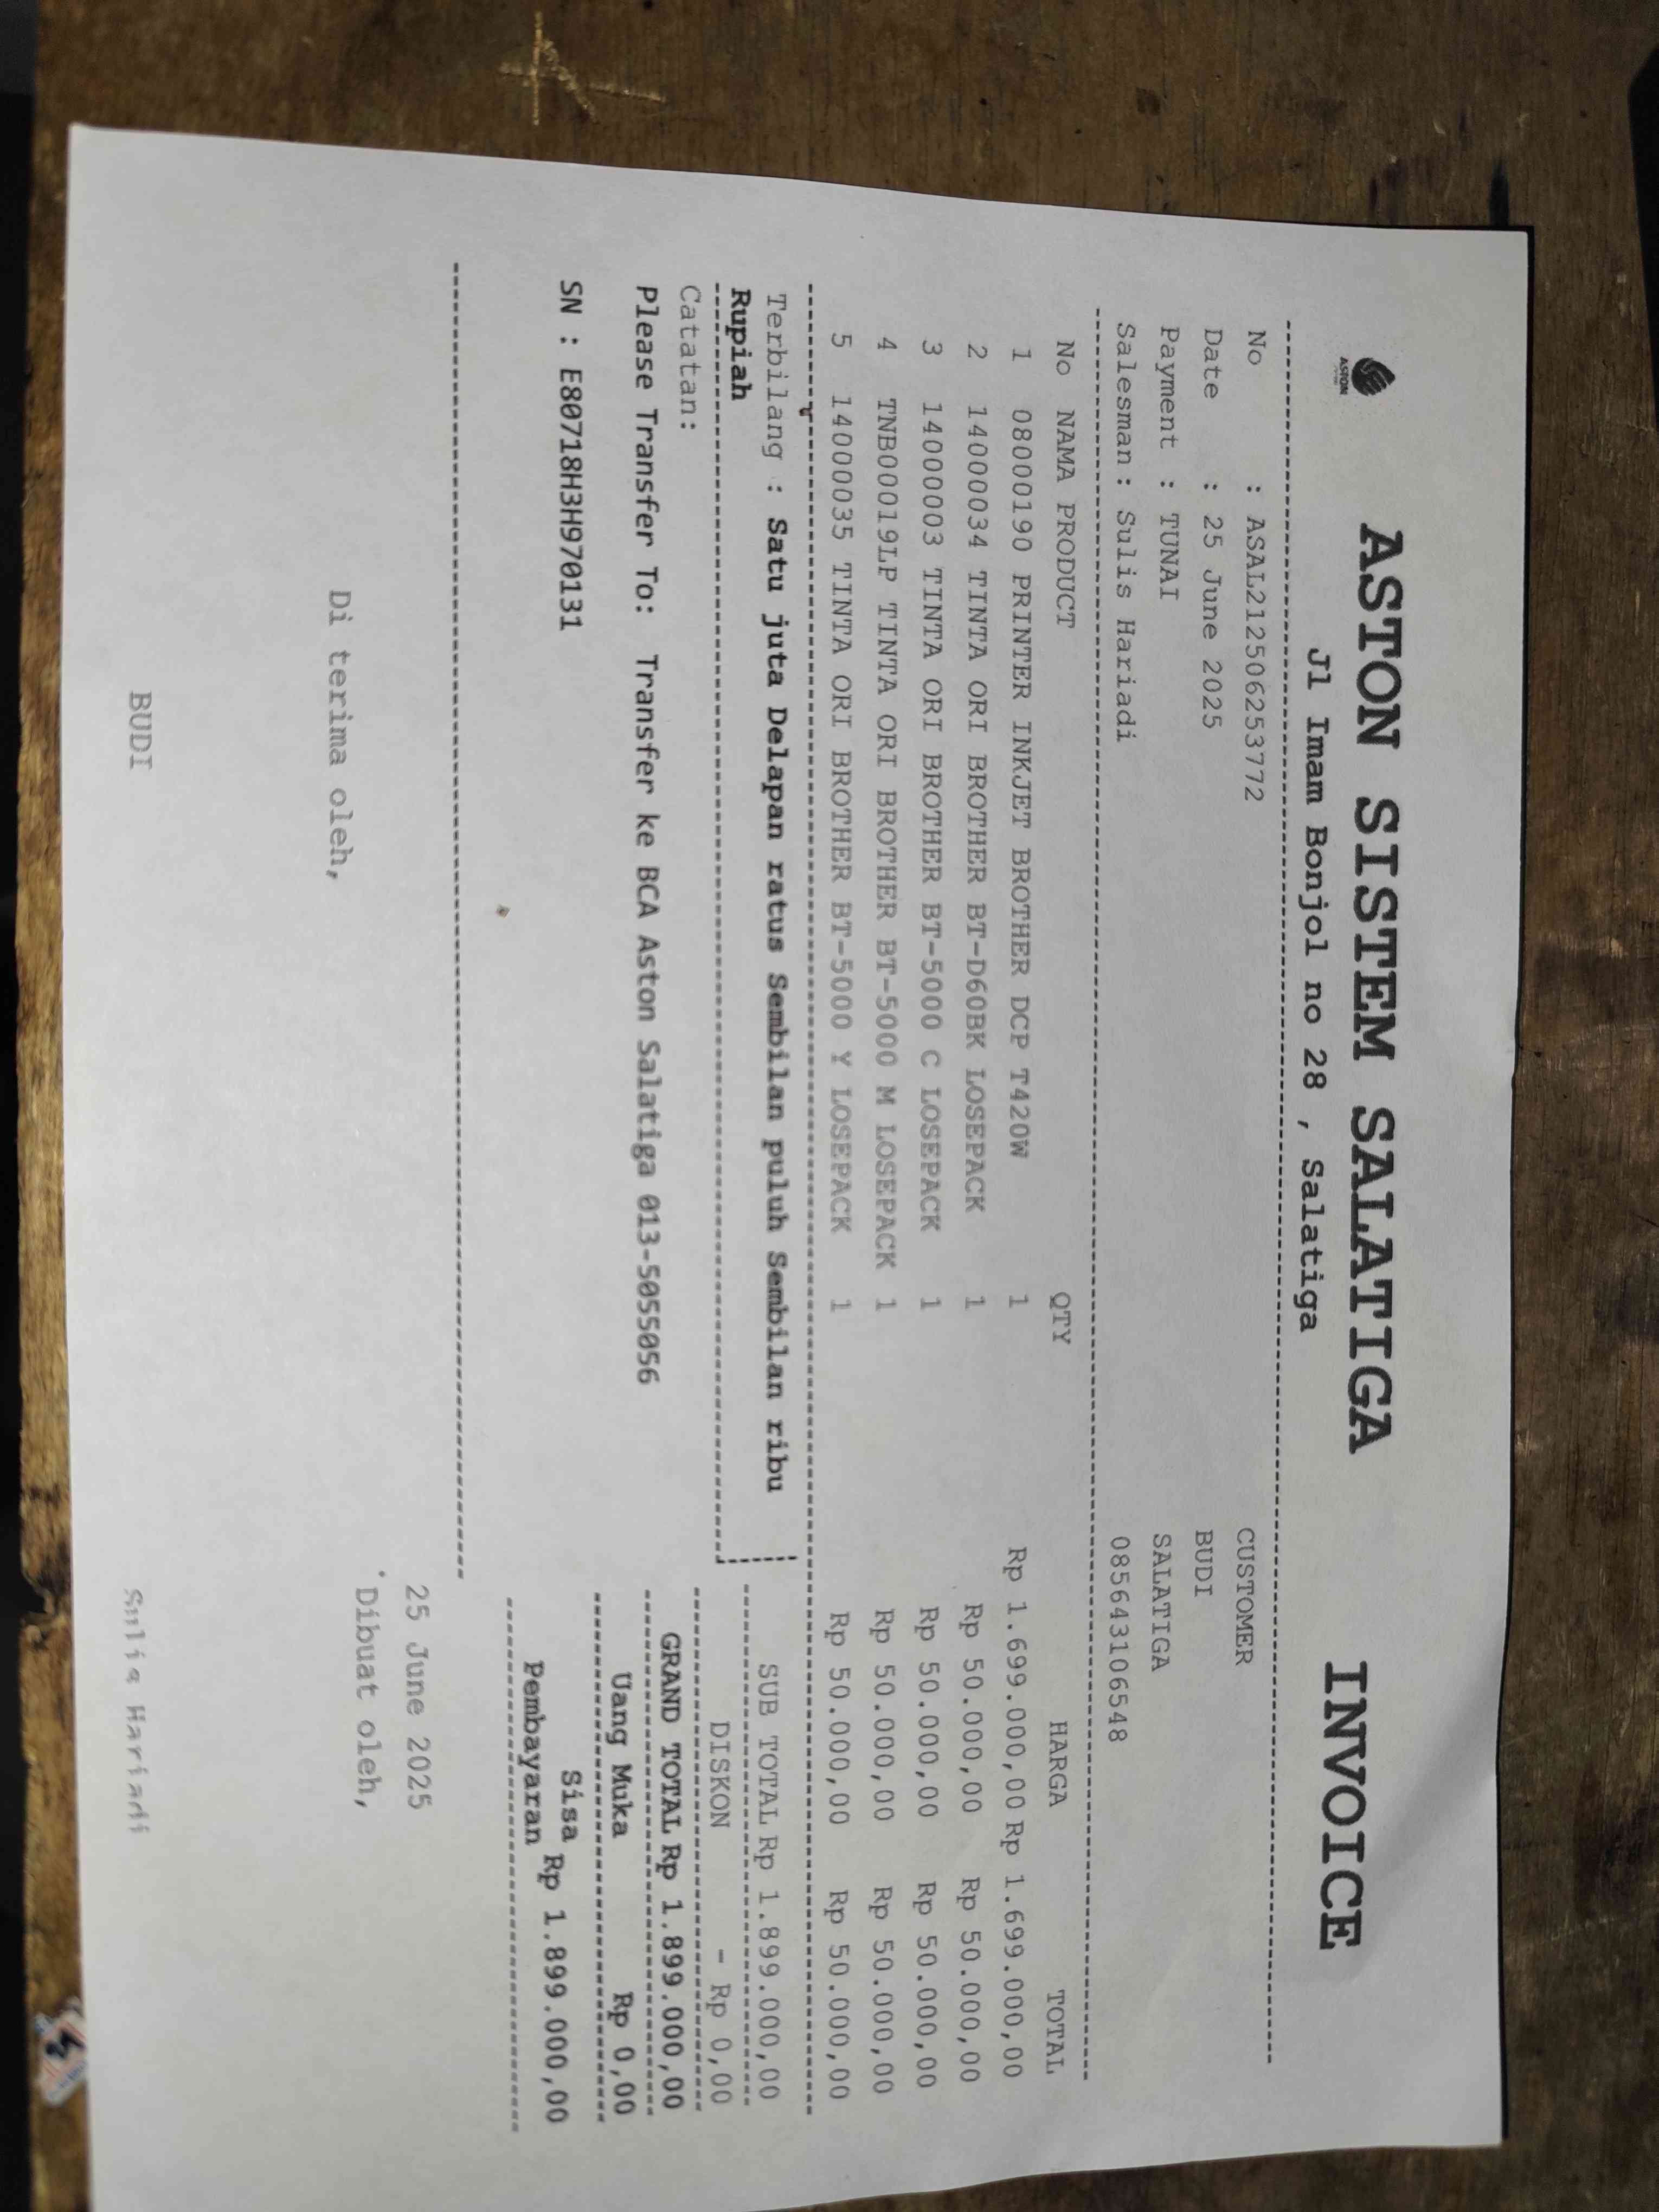 ASTON
ASTON SISTEM SALATIGA
INVOICE
Jl Imam Bonjol no 28 , Salatiga
No : ASAL21250625​3772
Date : 25 June 2025
Payment : TUNAI
Salesman : Sulis Hariadi
CUSTOMER
BUDI
SALATIGA
085643106548
No NAMA PRODUCT QTY HARGA TOTAL
1 08000190 PRINTER INKJET BROTHER DCP T420W 1 Rp 1.699.000,00 Rp 1.699.000,00
2 14000034 TINTA ORI BROTHER BT-D60BK LOSEPACK 1 Rp 50.000,00 Rp 50.000,00
3 14000003 TINTA ORI BROTHER BT-5000 C LOSEPACK 1 Rp 50.000,00 Rp 50.000,00
4 TNB00019LP TINTA ORI BROTHER BT-5000 M LOSEPACK 1 Rp 50.000,00 Rp 50.000,00
5 14000035 TINTA ORI BROTHER BT-5000 Y LOSEPACK 1 Rp 50.000,00 Rp 50.000,00
Terbilang : Satu juta Delapan ratus Sembilan puluh Sembilan ribu
Rupiah
Catatan:
Please Transfer To: Transfer ke BCA Aston Salatiga 013-5055056
SN : E80718H3H970131
SUB TOTAL Rp 1.899.000,00
DISKON - Rp 0,00
GRAND TOTAL Rp 1.899.000,00
Uang Muka Rp 0,00
Sisa
Pembayaran Rp 1.899.000,00
25 June 2025
Di terima oleh,
Dibuat oleh,
BUDI
Sulis Hariadi